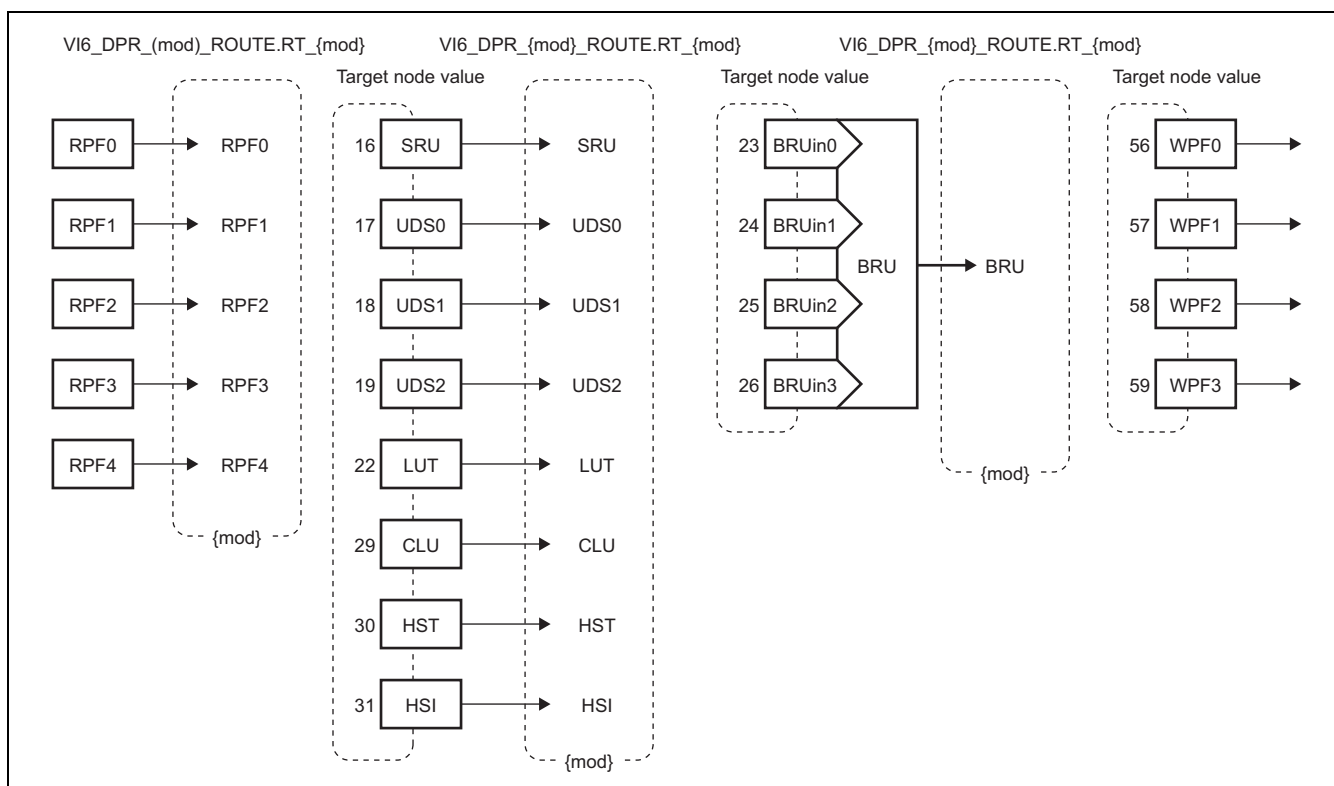 VI6_DPR_(mod)_ROUTE.RT_{mod}
VI6_DPR_{mod}_ROUTE.RT_{mod}
VI6_DPR_{mod}_ROUTE.RT_{mod}
Target node value
Target node value
Target node value
RPF0
RPF0
RPF1
RPF1
RPF2
RPF2
RPF3
RPF3
RPF4
RPF4
{mod}
16 SRU
SRU
17 UDS0
UDS0
18 UDS1
UDS1
19 UDS2
UDS2
22 LUT
LUT
29 CLU
CLU
30 HST
HST
31 HSI
HSI
{mod}
23 BRUin0
24 BRUin1
25 BRUin2
26 BRUin3
BRU
BRU
{mod}
56 WPF0
57 WPF1
58 WPF2
59 WPF3